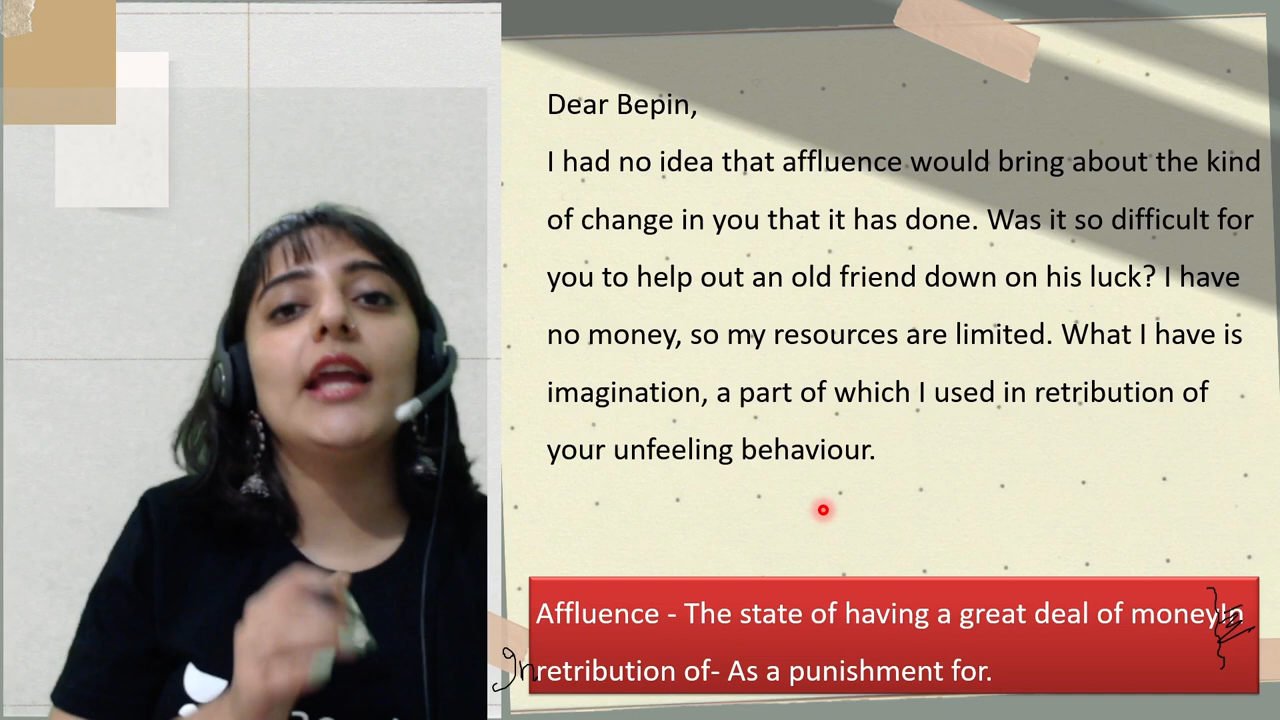 Dear Bepin,
I had no idea that affluence would bring about the kind
of change in you that it has done. Was it so difficult for
you to help out an old friend down on his luck? I have
no money, so my resources are limited. What I have is
imagination, a part of which I used in retribution of
your unfeeling behaviour.
Affluence - The state of having a great deal of moneyIn
In retribution of- As a punishment for.